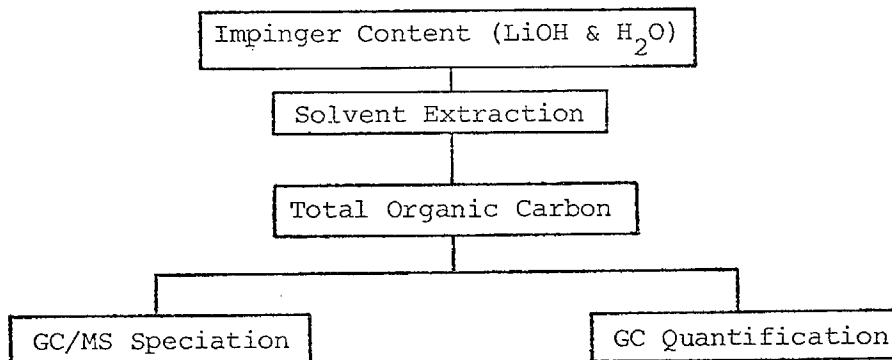 Impinger Content (LiOH & H2O)
Solvent Extraction
Total Organic Carbon
GC/MS Speciation
GC Quantification